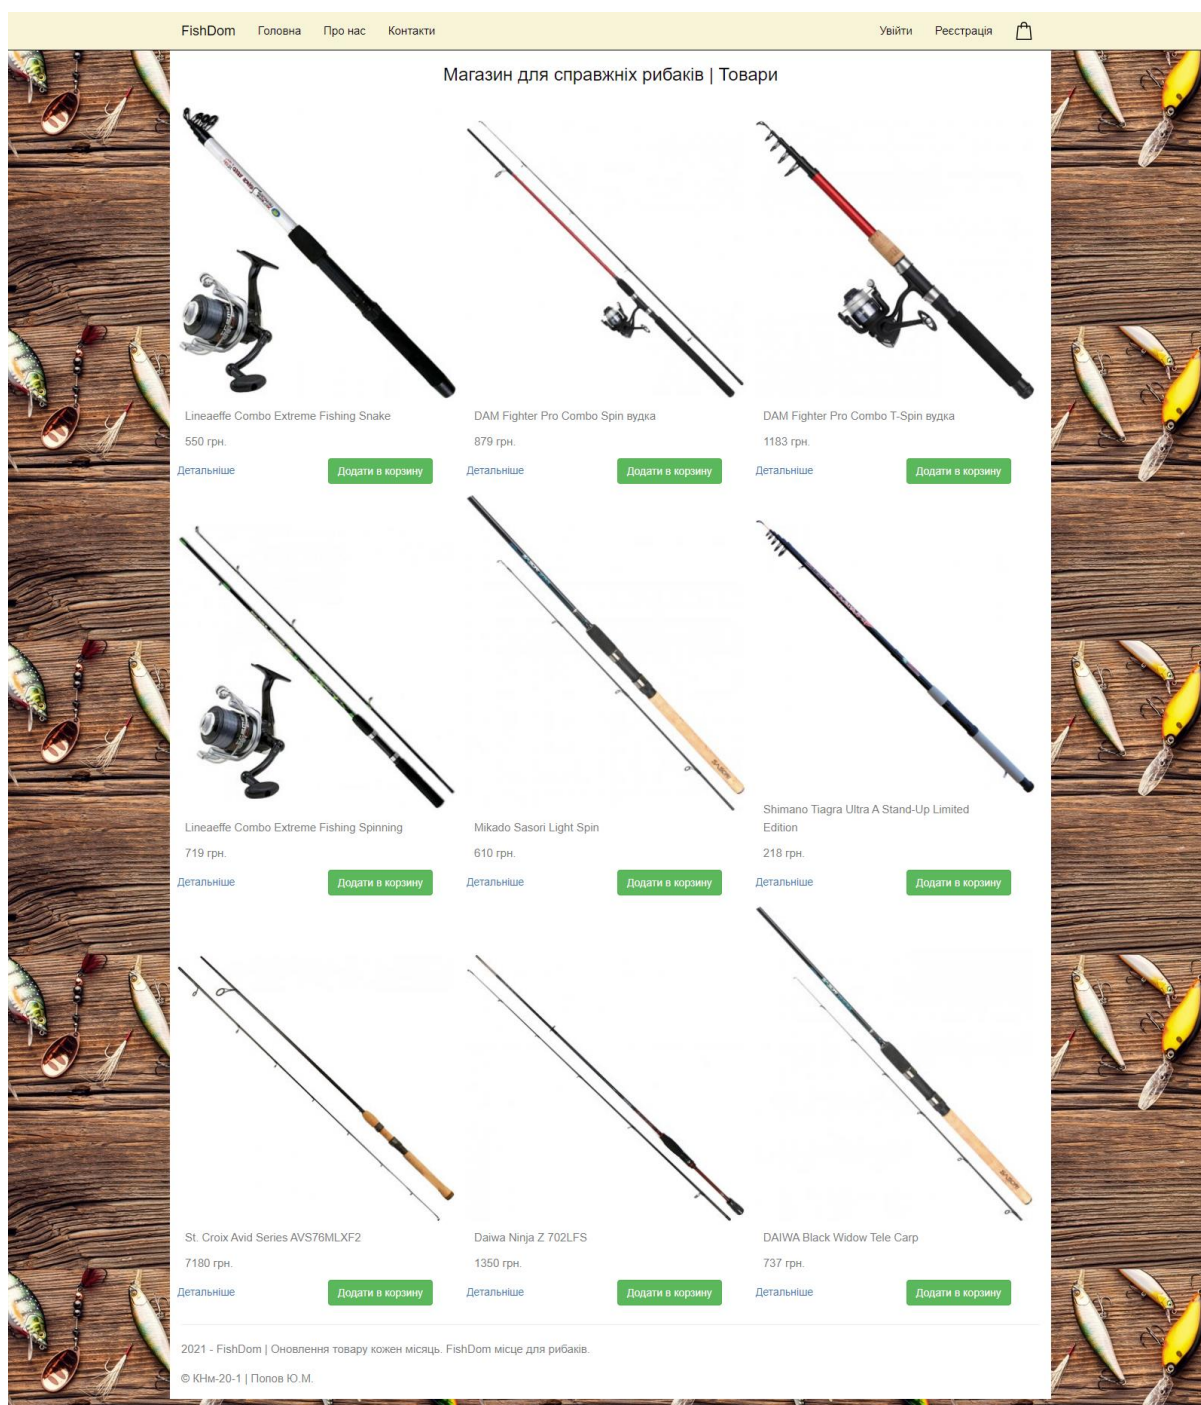 FishDom Головна Про нас Контакти Увійти Реєстрація
Магазин для справжніх рибаків | Товари
Lineaeffe Combo Extreme Fishing Snake
550 грн.
Детальніше Додати в корзину
DAM Fighter Pro Combo Spin вудка
879 грн.
Детальніше Додати в корзину
DAM Fighter Pro Combo T-Spin вудка
1183 грн.
Детальніше Додати в корзину
Lineaeffe Combo Extreme Fishing Spinning
719 грн.
Детальніше Додати в корзину
Mikado Sasori Light Spin
610 грн.
Детальніше Додати в корзину
Shimano Tiagra Ultra A Stand-Up Limited
Edition
218 грн.
Детальніше Додати в корзину
St. Croix Avid Series AVS76MLXF2
7180 грн.
Детальніше Додати в корзину
Daiwa Ninja Z 702LFS
1350 грн.
Детальніше Додати в корзину
DAIWA Black Widow Tele Carp
737 грн.
Детальніше Додати в корзину
2021 - FishDom | Оновлення товару кожен місяць. FishDom місце для рибаків.
© КНм-20-1 | Попов Ю.М.